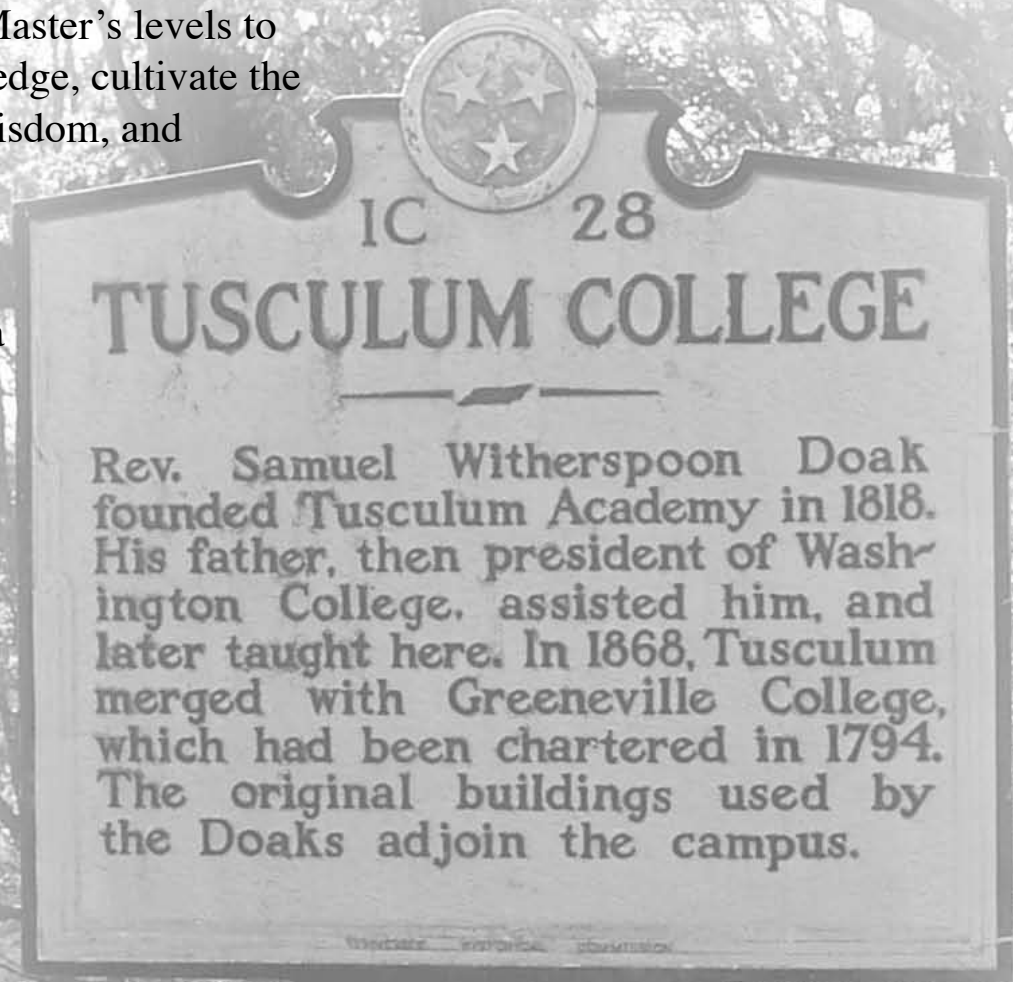 Master's levels to
edge, cultivate the
isdom, and
a
1C 28
TUSCULUM COLLEGE
Rev. Samuel Witherspoon Doak
founded Tusculum Academy in 1818.
His father, then president of Wash-
ington College, assisted him, and
later taught here. In 1868, Tusculum
merged with Greeneville College,
which had been chartered in 1794.
The original buildings used by
the Doaks adjoin the campus.
TENNESSEE HISTORICAL COMMISSION